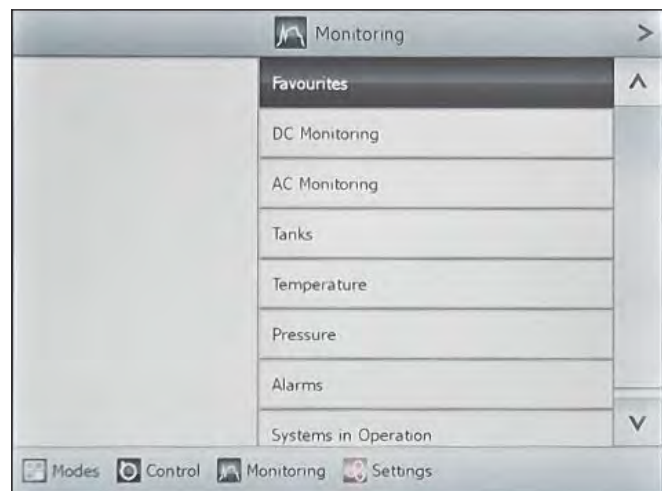 Monitoring
Favourites
DC Monitoring
AC Monitoring
Tanks
Temperature
Pressure
Alarms
Systems in Operation
Modes Control Monitoring Settings